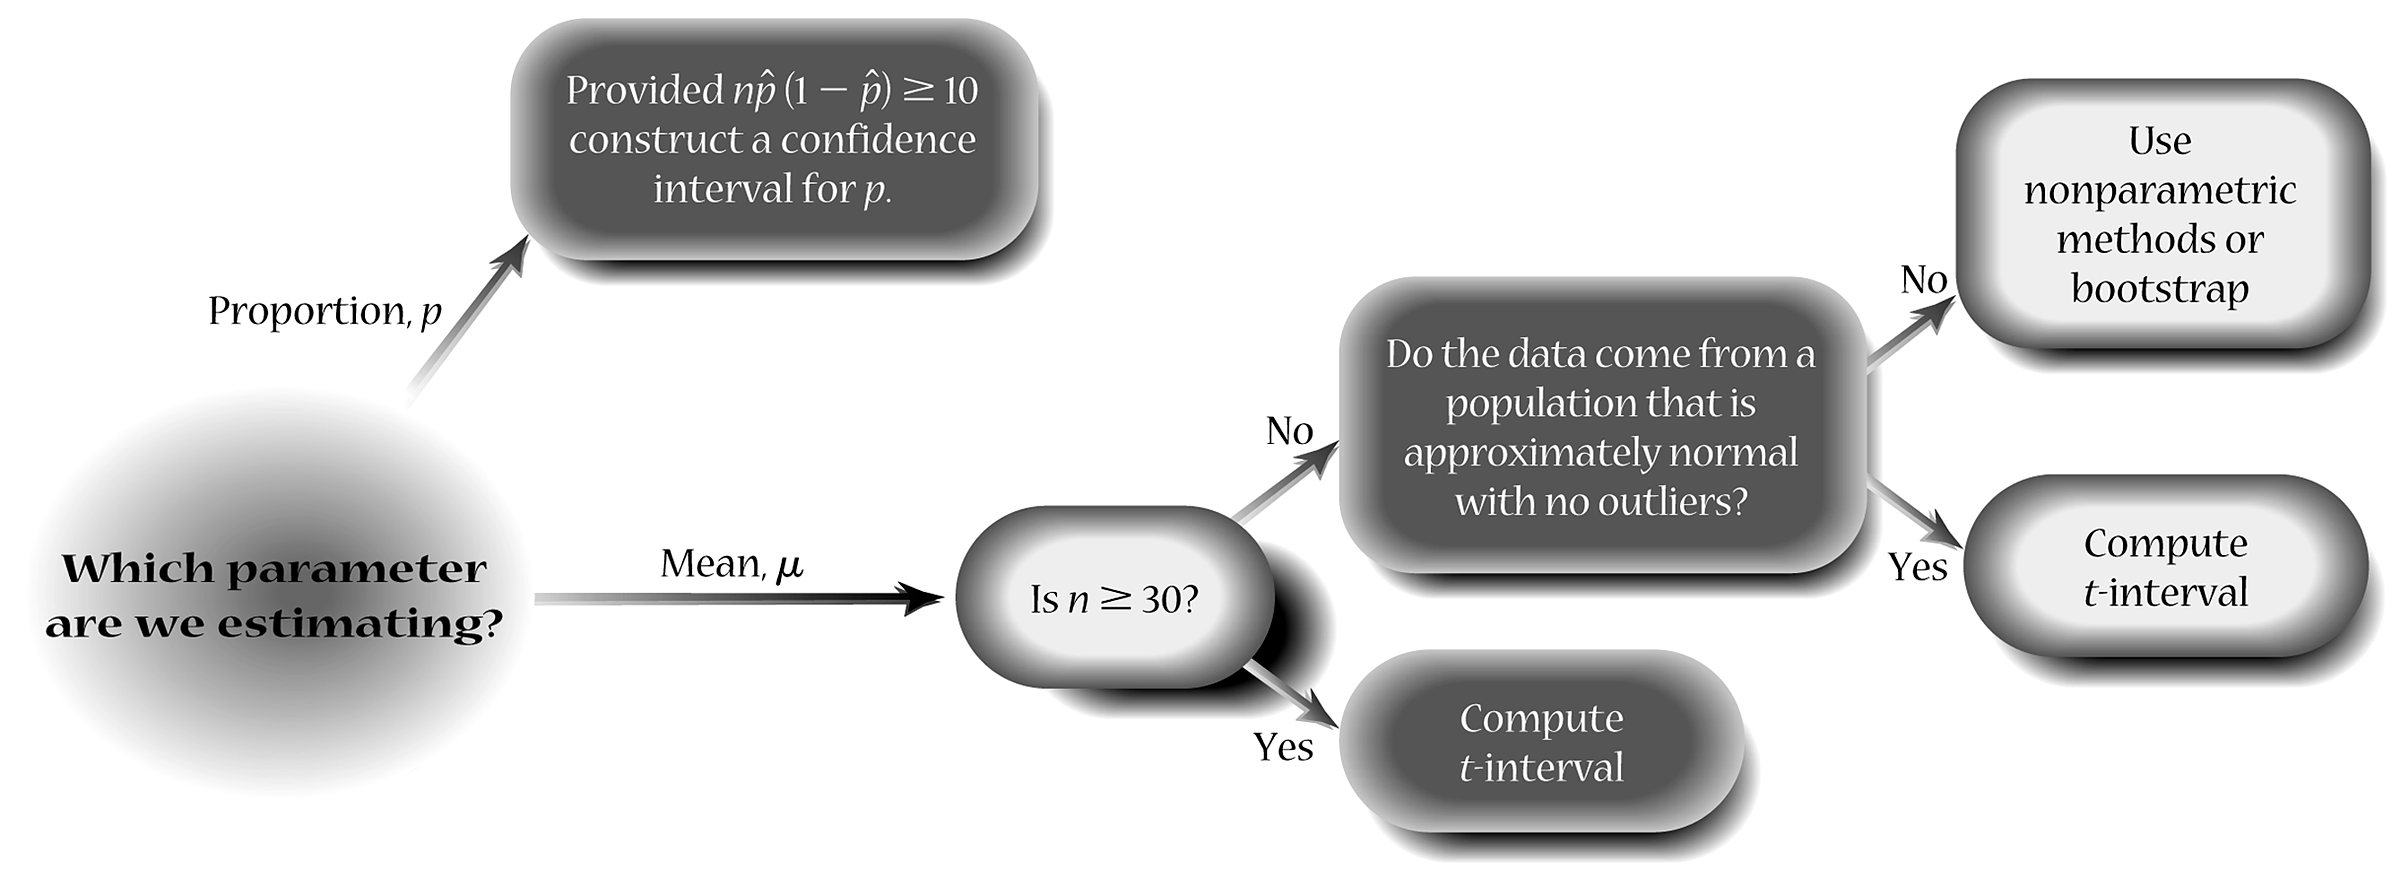 Provided np̂ (1 − p̂) ≥ 10
construct a confidence
interval for p.
Proportion, p
Which parameter
are we estimating?
Mean, μ
Is n ≥ 30?
No
Do the data come from a
population that is
approximately normal
with no outliers?
No
Use
nonparametric
methods or
bootstrap
Yes
Compute
t-interval
Yes
Compute
t-interval